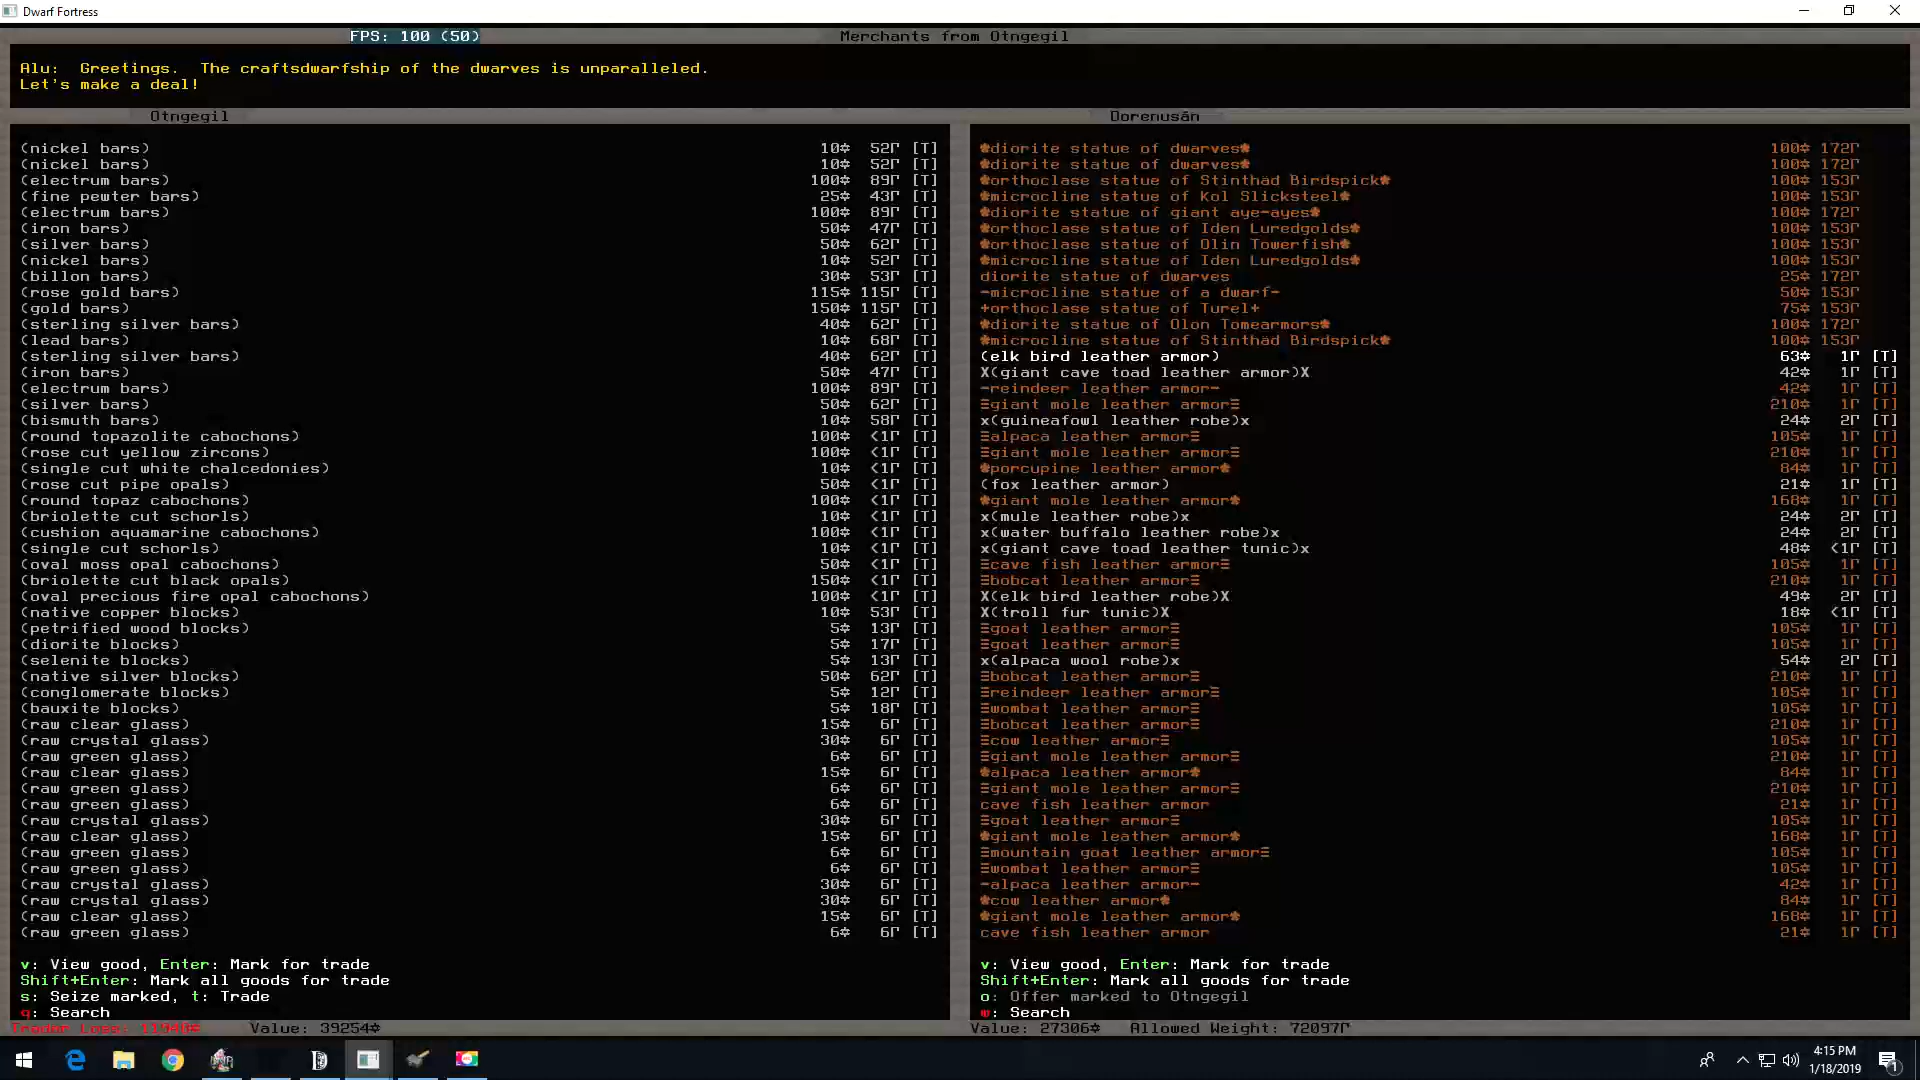 Dwarf Fortress
FPS: 100 (50)
Merchants from Otngegil
Alu:  Greetings.  The craftsdwarfship of the dwarves is unparalleled.
Let's make a deal!
Otngegil
(nickel bars) 10☼ 52Γ [T]
(nickel bars) 10☼ 52Γ [T]
(electrum bars) 100☼ 89Γ [T]
(fine pewter bars) 25☼ 43Γ [T]
(electrum bars) 100☼ 89Γ [T]
(iron bars) 50☼ 47Γ [T]
(silver bars) 50☼ 62Γ [T]
(nickel bars) 10☼ 52Γ [T]
(billon bars) 30☼ 53Γ [T]
(rose gold bars) 115☼ 115Γ [T]
(gold bars) 150☼ 115Γ [T]
(sterling silver bars) 40☼ 62Γ [T]
(lead bars) 10☼ 68Γ [T]
(sterling silver bars) 40☼ 62Γ [T]
(iron bars) 50☼ 47Γ [T]
(electrum bars) 100☼ 89Γ [T]
(silver bars) 50☼ 62Γ [T]
(bismuth bars) 10☼ 58Γ [T]
(round topazolite cabochons) 100☼ <1Γ [T]
(rose cut yellow zircons) 100☼ <1Γ [T]
(single cut white chalcedonies) 10☼ <1Γ [T]
(rose cut pipe opals) 50☼ <1Γ [T]
(round topaz cabochons) 100☼ <1Γ [T]
(briolette cut schorls) 10☼ <1Γ [T]
(cushion aquamarine cabochons) 100☼ <1Γ [T]
(single cut schorls) 10☼ <1Γ [T]
(oval moss opal cabochons) 50☼ <1Γ [T]
(briolette cut black opals) 150☼ <1Γ [T]
(oval precious fire opal cabochons) 100☼ <1Γ [T]
(native copper blocks) 10☼ 53Γ [T]
(petrified wood blocks) 5☼ 13Γ [T]
(diorite blocks) 5☼ 17Γ [T]
(selenite blocks) 5☼ 13Γ [T]
(native silver blocks) 50☼ 62Γ [T]
(conglomerate blocks) 5☼ 12Γ [T]
(bauxite blocks) 5☼ 18Γ [T]
(raw clear glass) 15☼ 6Γ [T]
(raw crystal glass) 30☼ 6Γ [T]
(raw green glass) 6☼ 6Γ [T]
(raw clear glass) 15☼ 6Γ [T]
(raw green glass) 6☼ 6Γ [T]
(raw green glass) 6☼ 6Γ [T]
(raw crystal glass) 30☼ 6Γ [T]
(raw clear glass) 15☼ 6Γ [T]
(raw green glass) 6☼ 6Γ [T]
(raw green glass) 6☼ 6Γ [T]
(raw crystal glass) 30☼ 6Γ [T]
(raw crystal glass) 30☼ 6Γ [T]
(raw clear glass) 15☼ 6Γ [T]
(raw green glass) 6☼ 6Γ [T]
v: View good, Enter: Mark for trade
Shift+Enter: Mark all goods for trade
s: Seize marked, t: Trade
q: Search
Trader Loss: 11948☼ Value: 39254☼
Dorenusân
☼diorite statue of dwarves☼ 100☼ 172Γ
☼diorite statue of dwarves☼ 100☼ 172Γ
☼orthoclase statue of Stinthäd Birdspick☼ 100☼ 153Γ
☼microcline statue of Kol Slicksteel☼ 100☼ 153Γ
☼diorite statue of giant aye-ayes☼ 100☼ 172Γ
☼orthoclase statue of Iden Luredgolds☼ 100☼ 153Γ
☼orthoclase statue of Olin Towerfish☼ 100☼ 153Γ
☼microcline statue of Iden Luredgolds☼ 100☼ 153Γ
diorite statue of dwarves 25☼ 172Γ
-microcline statue of a dwarf- 50☼ 153Γ
+orthoclase statue of Turel+ 75☼ 153Γ
☼diorite statue of Olon Tomearmors☼ 100☼ 172Γ
☼microcline statue of Stinthäd Birdspick☼ 100☼ 153Γ
(elk bird leather armor) 63☼ 1Γ [T]
X(giant cave toad leather armor)X 42☼ 1Γ [T]
-reindeer leather armor- 42☼ 1Γ [T]
≡giant mole leather armor≡ 210☼ 1Γ [T]
x(guineafowl leather robe)x 24☼ 2Γ [T]
≡alpaca leather armor≡ 105☼ 1Γ [T]
≡giant mole leather armor≡ 210☼ 1Γ [T]
☼porcupine leather armor☼ 84☼ 1Γ [T]
(fox leather armor) 21☼ 1Γ [T]
☼giant mole leather armor☼ 168☼ 1Γ [T]
x(mule leather robe)x 24☼ 2Γ [T]
x(water buffalo leather robe)x 24☼ 2Γ [T]
x(giant cave toad leather tunic)x 48☼ <1Γ [T]
≡cave fish leather armor≡ 105☼ 1Γ [T]
≡bobcat leather armor≡ 210☼ 1Γ [T]
X(elk bird leather robe)X 49☼ 2Γ [T]
X(troll fur tunic)X 18☼ <1Γ [T]
≡goat leather armor≡ 105☼ 1Γ [T]
≡goat leather armor≡ 105☼ 1Γ [T]
x(alpaca wool robe)x 54☼ 2Γ [T]
≡bobcat leather armor≡ 210☼ 1Γ [T]
≡reindeer leather armor≡ 105☼ 1Γ [T]
≡wombat leather armor≡ 105☼ 1Γ [T]
≡bobcat leather armor≡ 210☼ 1Γ [T]
≡cow leather armor≡ 105☼ 1Γ [T]
≡giant mole leather armor≡ 210☼ 1Γ [T]
☼alpaca leather armor☼ 84☼ 1Γ [T]
≡giant mole leather armor≡ 210☼ 1Γ [T]
cave fish leather armor 21☼ 1Γ [T]
≡goat leather armor≡ 105☼ 1Γ [T]
☼giant mole leather armor☼ 168☼ 1Γ [T]
≡mountain goat leather armor≡ 105☼ 1Γ [T]
≡wombat leather armor≡ 105☼ 1Γ [T]
-alpaca leather armor- 42☼ 1Γ [T]
☼cow leather armor☼ 84☼ 1Γ [T]
☼giant mole leather armor☼ 168☼ 1Γ [T]
cave fish leather armor 21☼ 1Γ [T]
v: View good, Enter: Mark for trade
Shift+Enter: Mark all goods for trade
o: Offer marked to Otngegil
w: Search
Value: 27306☼ Allowed Weight: 72097Γ
4:15 PM
1/18/2019
1